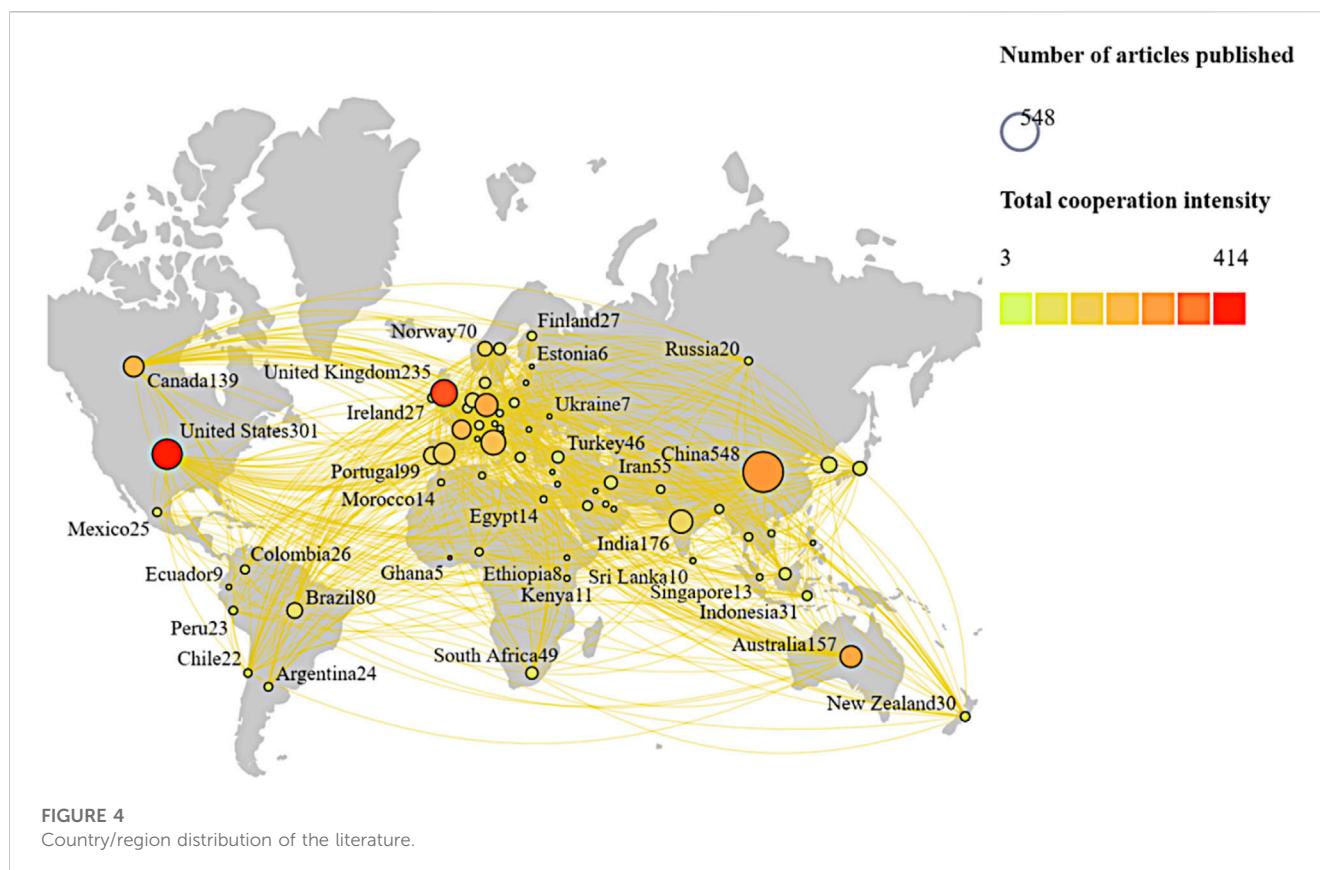 Number of articles published
548
Total cooperation intensity
3 414
Norway70
Finland27
Estonia6
Russia20
United Kingdom235
Canada139
Ireland27
Ukraine7
United States301
Turkey46
China548
Portugal99
Iran55
Morocco14
Egypt14
Mexico25
India176
Colombia26
Ecuador9
Ghana5
Ethiopia8
Sri Lanka10
Kenya11
Singapore13
Brazil80
Indonesia31
Peru23
Australia157
Chile22
South Africa49
Argentina24
New Zealand30
FIGURE 4
Country/region distribution of the literature.